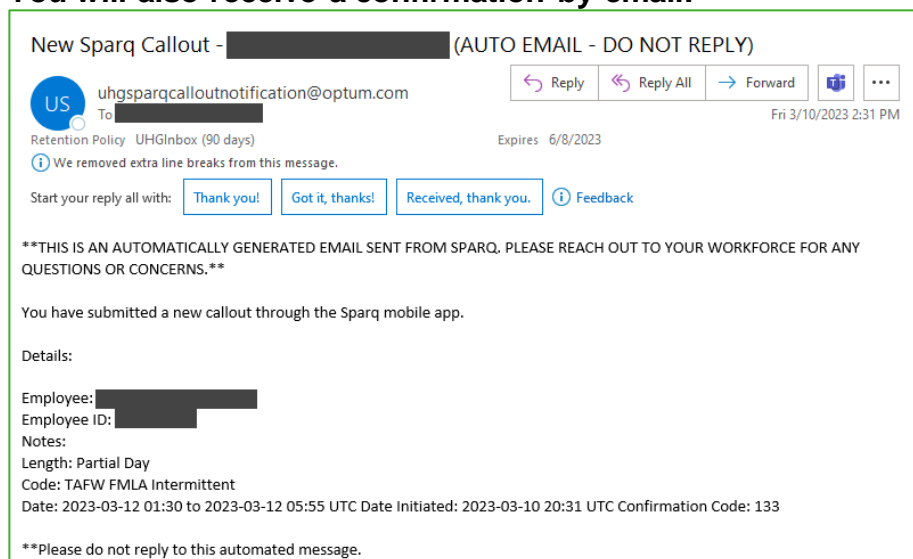 You will also receive a confirmation by email.
New Sparq Callout - (AUTO EMAIL - DO NOT REPLY)
US
uhgsparqcalloutnotification@optum.com
To
Reply
Reply All
Forward
Fri 3/10/2023 2:31 PM
Retention Policy UHGInbox (90 days)
Expires 6/8/2023
We removed extra line breaks from this message.
Start your reply all with: Thank you! Got it, thanks! Received, thank you. Feedback
**THIS IS AN AUTOMATICALLY GENERATED EMAIL SENT FROM SPARQ. PLEASE REACH OUT TO YOUR WORKFORCE FOR ANY
QUESTIONS OR CONCERNS.**
You have submitted a new callout through the Sparq mobile app.
Details:
Employee:
Employee ID:
Notes:
Length: Partial Day
Code: TAFW FMLA Intermittent
Date: 2023-03-12 01:30 to 2023-03-12 05:55 UTC Date Initiated: 2023-03-10 20:31 UTC Confirmation Code: 133
**Please do not reply to this automated message.